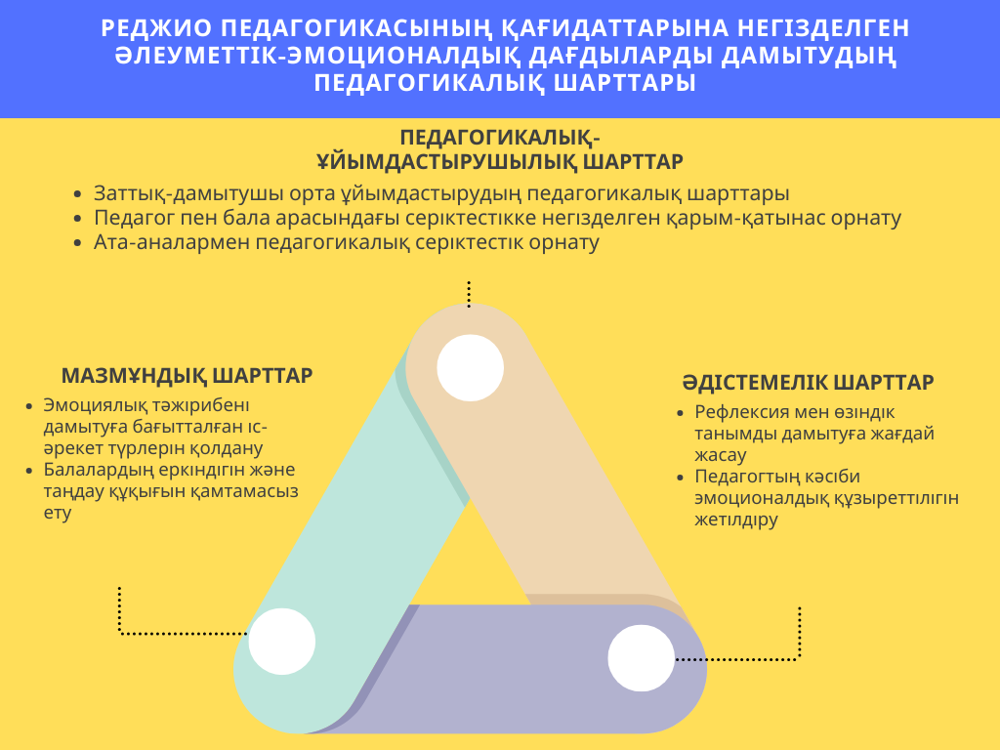 РЕДЖИО ПЕДАГОГИКАСЫНЫҢ ҚАҒИДАТТАРЫНА НЕГІЗДЕЛГЕН
ӘЛЕУМЕТТІК-ЭМОЦИОНАЛДЫҚ ДАҒДЫЛАРДЫ ДАМЫТУДЫҢ
ПЕДАГОГИКАЛЫҚ ШАРТТАРЫ
ПЕДАГОГИКАЛЫҚ-
ҰЙЫМДАСТЫРУШЫЛЫҚ ШАРТТАР
• Заттық-дамытушы орта ұйымдастырудың педагогикалық шарттары
• Педагог пен бала арасындағы серіктестікке негізделген қарым-қатынас орнату
• Ата-аналармен педагогикалық серіктестік орнату
МАЗМҰНДЫҚ ШАРТТАР
• Эмоциялық тәжірибені
дамытуға бағытталған іс-
әрекет түрлерін қолдану
• Балалардың еркіндігін және
таңдау құқығын қамтамасыз
ету
ӘДІСТЕМЕЛІК ШАРТТАР
• Рефлексия мен өзіндік
танымды дамытуға жағдай
жасау
• Педагогтың кәсіби
эмоционалдық құзыреттілігін
жетілдіру